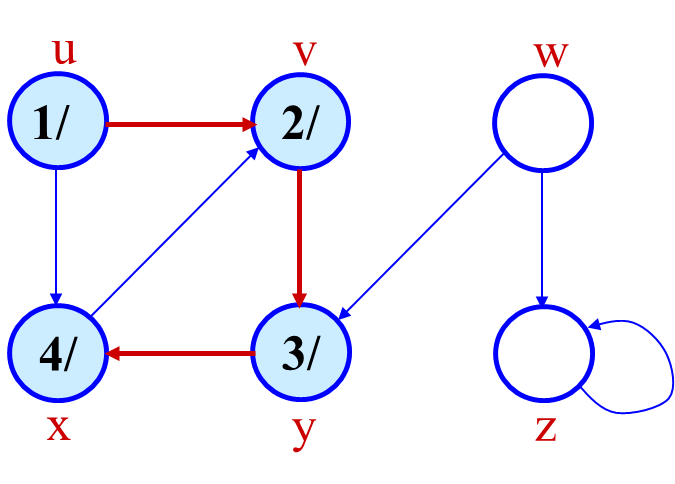 u v w
1/ 2/
4/ 3/
x y z